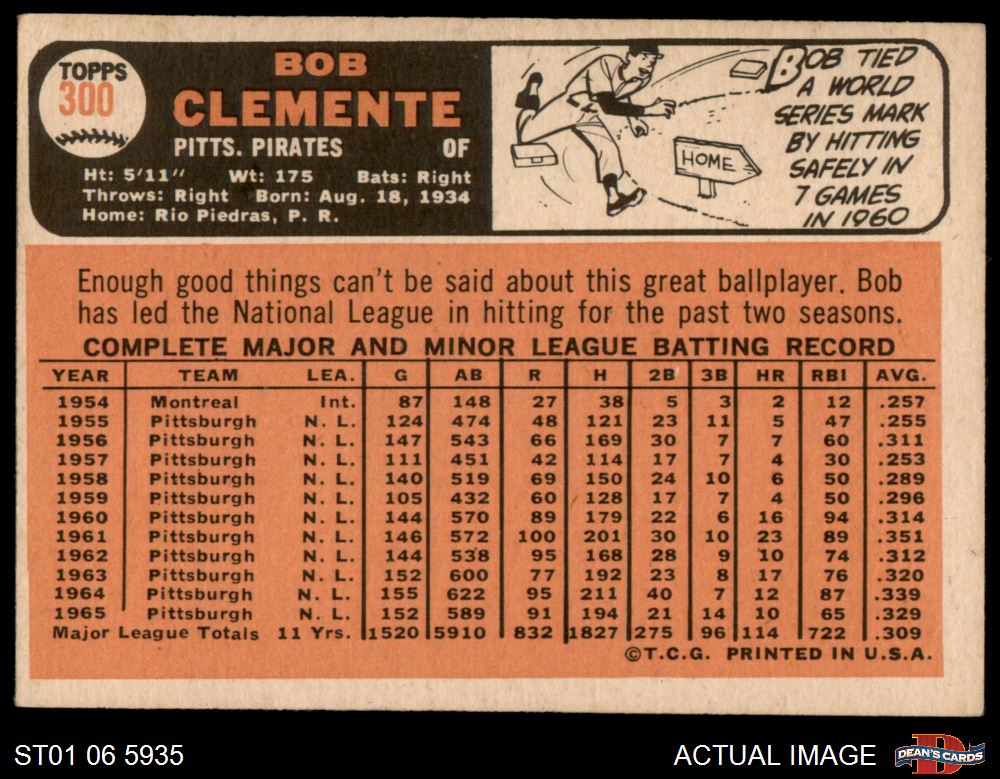 TOPPS
300
BOB
CLEMENTE
PITTS. PIRATES OF
Ht: 5'11" Wt: 175 Bats: Right
Throws: Right Born: Aug. 18, 1934
Home: Rio Piedras, P. R.
HOME
BOB TIED
A WORLD
SERIES MARK
BY HITTING
SAFELY IN
7 GAMES
IN 1960
Enough good things can't be said about this great ballplayer. Bob
has led the National League in hitting for the past two seasons.
COMPLETE MAJOR AND MINOR LEAGUE BATTING RECORD
YEAR TEAM LEA. G AB R H 2B 3B HR RBI AVG.
1954 Montreal Int. 87 148 27 38 5 3 2 12 .257
1955 Pittsburgh N. L. 124 474 48 121 23 11 5 47 .255
1956 Pittsburgh N. L. 147 543 66 169 30 7 7 60 .311
1957 Pittsburgh N. L. 111 451 42 114 17 7 4 30 .253
1958 Pittsburgh N. L. 140 519 69 150 24 10 6 50 .289
1959 Pittsburgh N. L. 105 432 60 128 17 7 4 50 .296
1960 Pittsburgh N. L. 144 570 89 179 22 6 16 94 .314
1961 Pittsburgh N. L. 146 572 100 201 30 10 23 89 .351
1962 Pittsburgh N. L. 144 538 95 168 28 9 10 74 .312
1963 Pittsburgh N. L. 152 600 77 192 23 8 17 76 .320
1964 Pittsburgh N. L. 155 622 95 211 40 7 12 87 .339
1965 Pittsburgh N. L. 152 589 91 194 21 14 10 65 .329
Major League Totals 11 Yrs. 1520 5910 832 1827 275 96 114 722 .309
©T.C.G. PRINTED IN U.S.A.
ST01 06 5935
ACTUAL IMAGE
D
DEAN'S CARDS